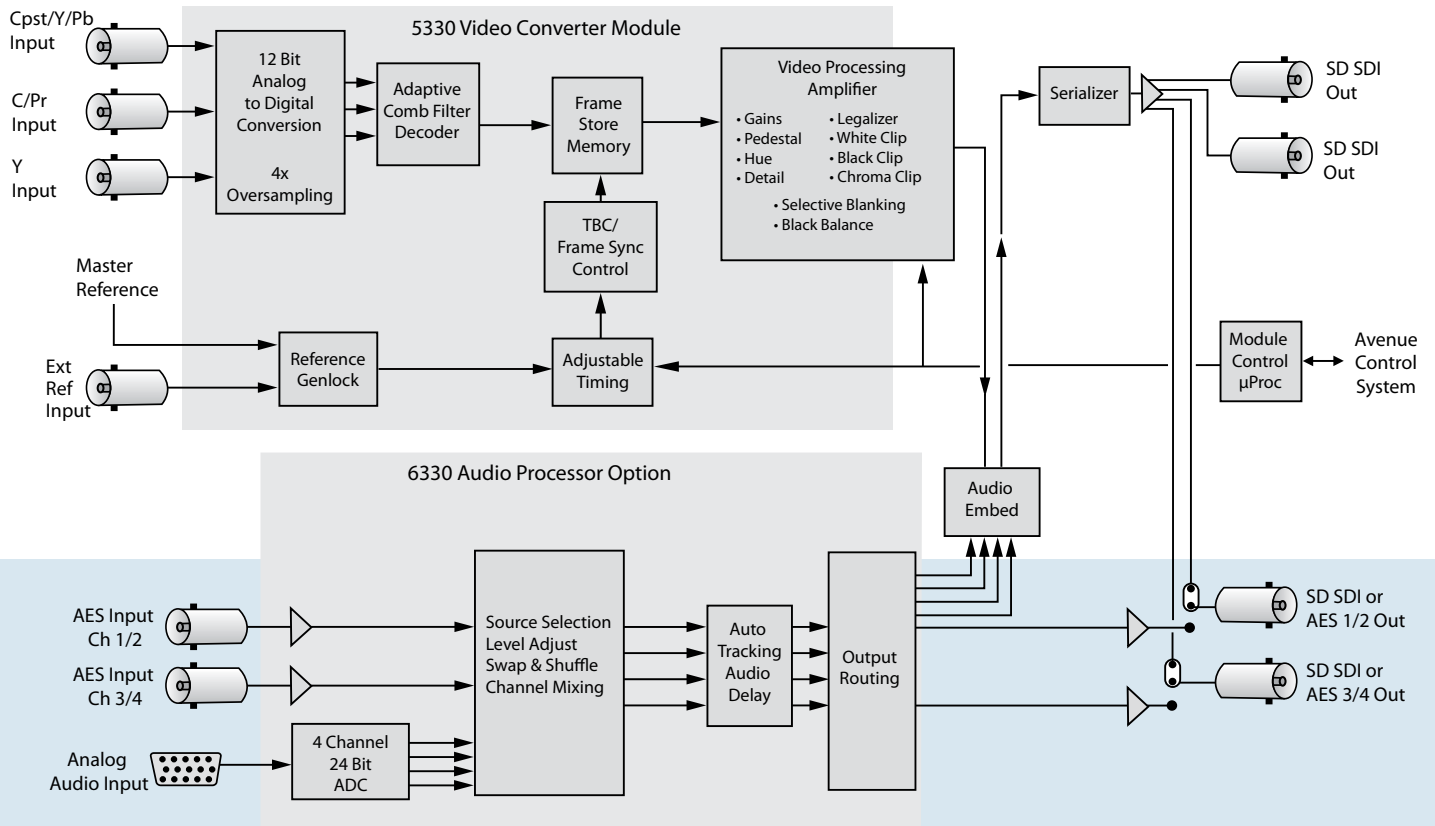 Cpst/Y/Pb
Input
C/Pr
Input
Y
Input
5330 Video Converter Module
12 Bit
Analog
to Digital
Conversion
4x
Oversampling
Adaptive
Comb Filter
Decoder
Frame
Store
Memory
Video Processing
Amplifier
• Gains
• Pedestal
• Hue
• Detail
• Legalizer
• White Clip
• Black Clip
• Chroma Clip
• Selective Blanking
• Black Balance
Serializer
SD SDI
Out
SD SDI
Out
TBC/
Frame Sync
Control
Master
Reference
Ext
Ref
Input
Reference
Genlock
Adjustable
Timing
Module
Control
µProc
Avenue
Control
System
6330 Audio Processor Option
Audio
Embed
AES Input
Ch 1/2
AES Input
Ch 3/4
Analog
Audio Input
4 Channel
24 Bit
ADC
Source Selection
Level Adjust
Swap & Shuffle
Channel Mixing
Auto
Tracking
Audio
Delay
Output
Routing
SD SDI or
AES 1/2 Out
SD SDI or
AES 3/4 Out